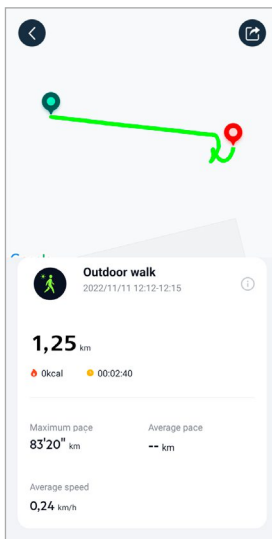 Outdoor walk
2022/11/11 12:12-12:15
1,25 km
0kcal 00:02:40
Maximum pace Average pace
83'20" km -- km
Average speed
0,24 km/h